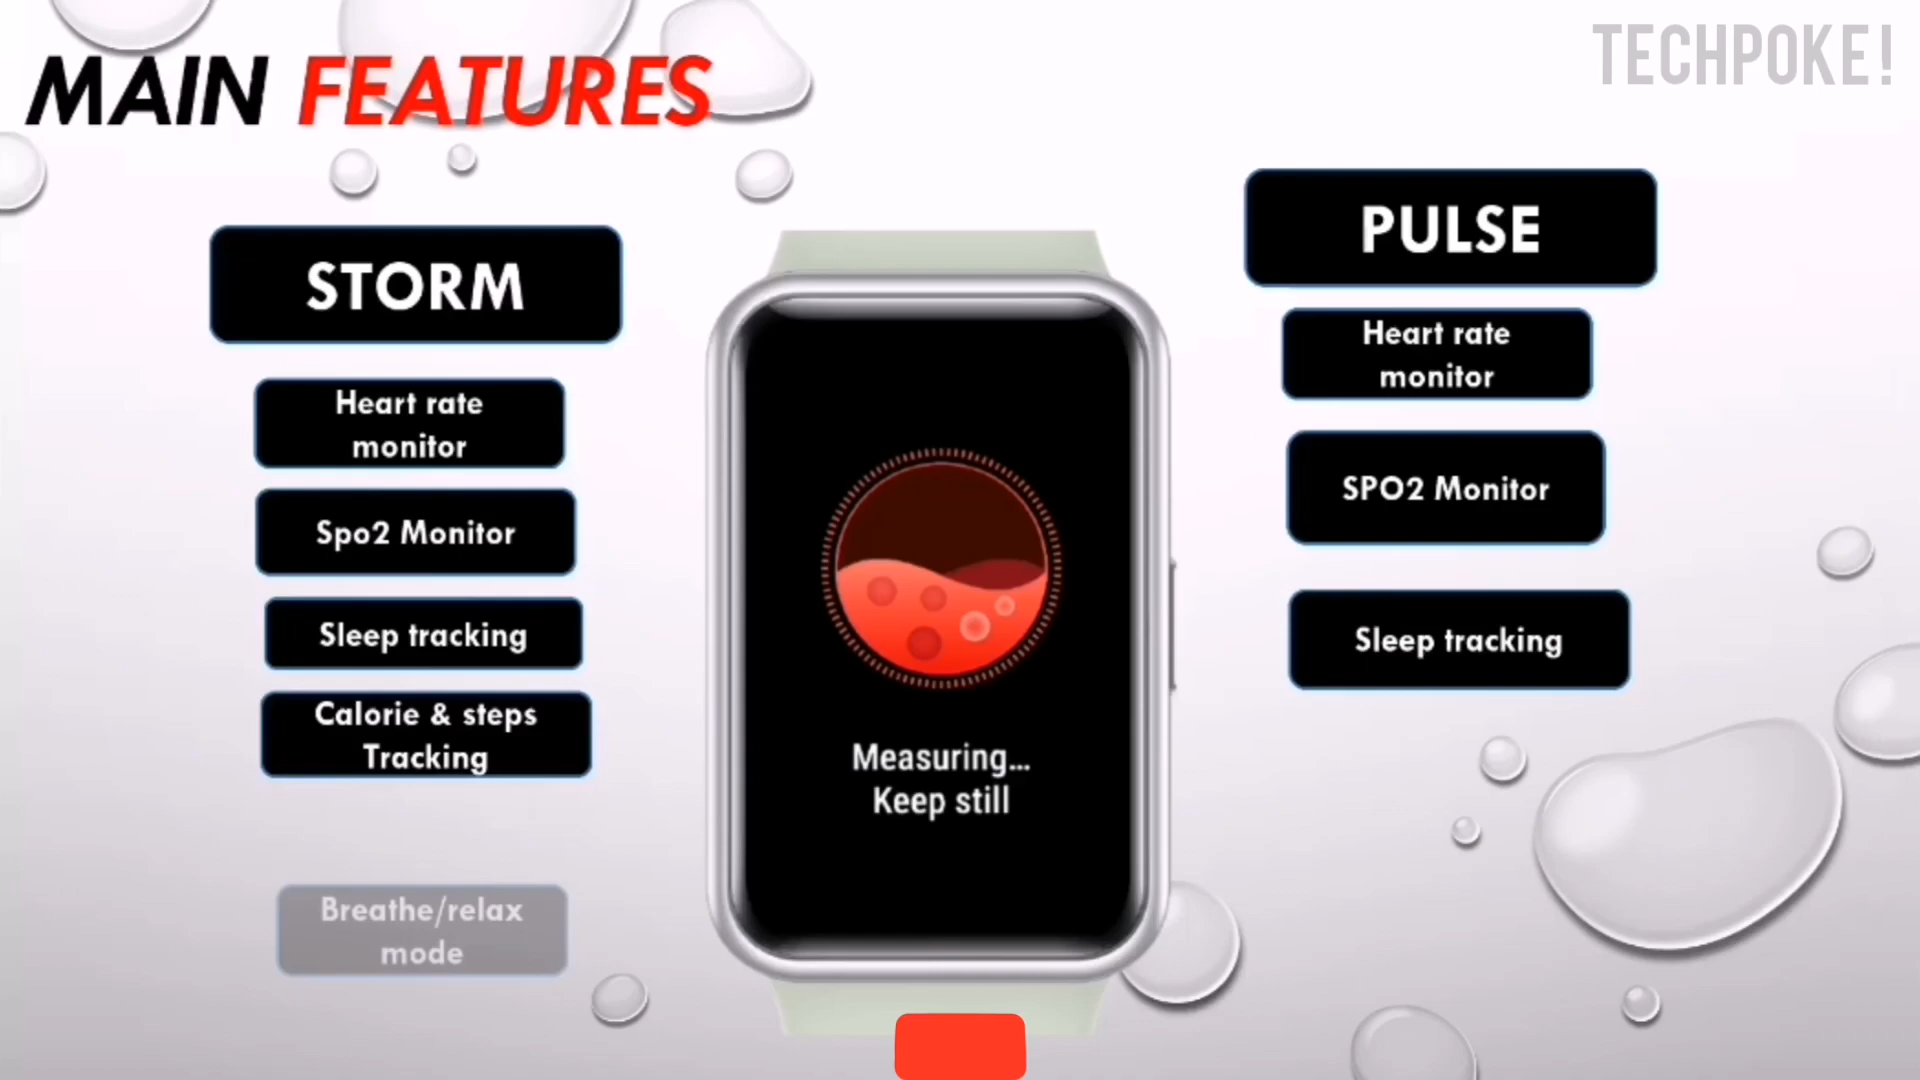 MAIN FEATURES
TECHPOKE!
STORM
Heart rate
monitor
Spo2 Monitor
Sleep tracking
Calorie & steps
Tracking
Breathe/relax
mode
Measuring...
Keep still
PULSE
Heart rate
monitor
SPO2 Monitor
Sleep tracking